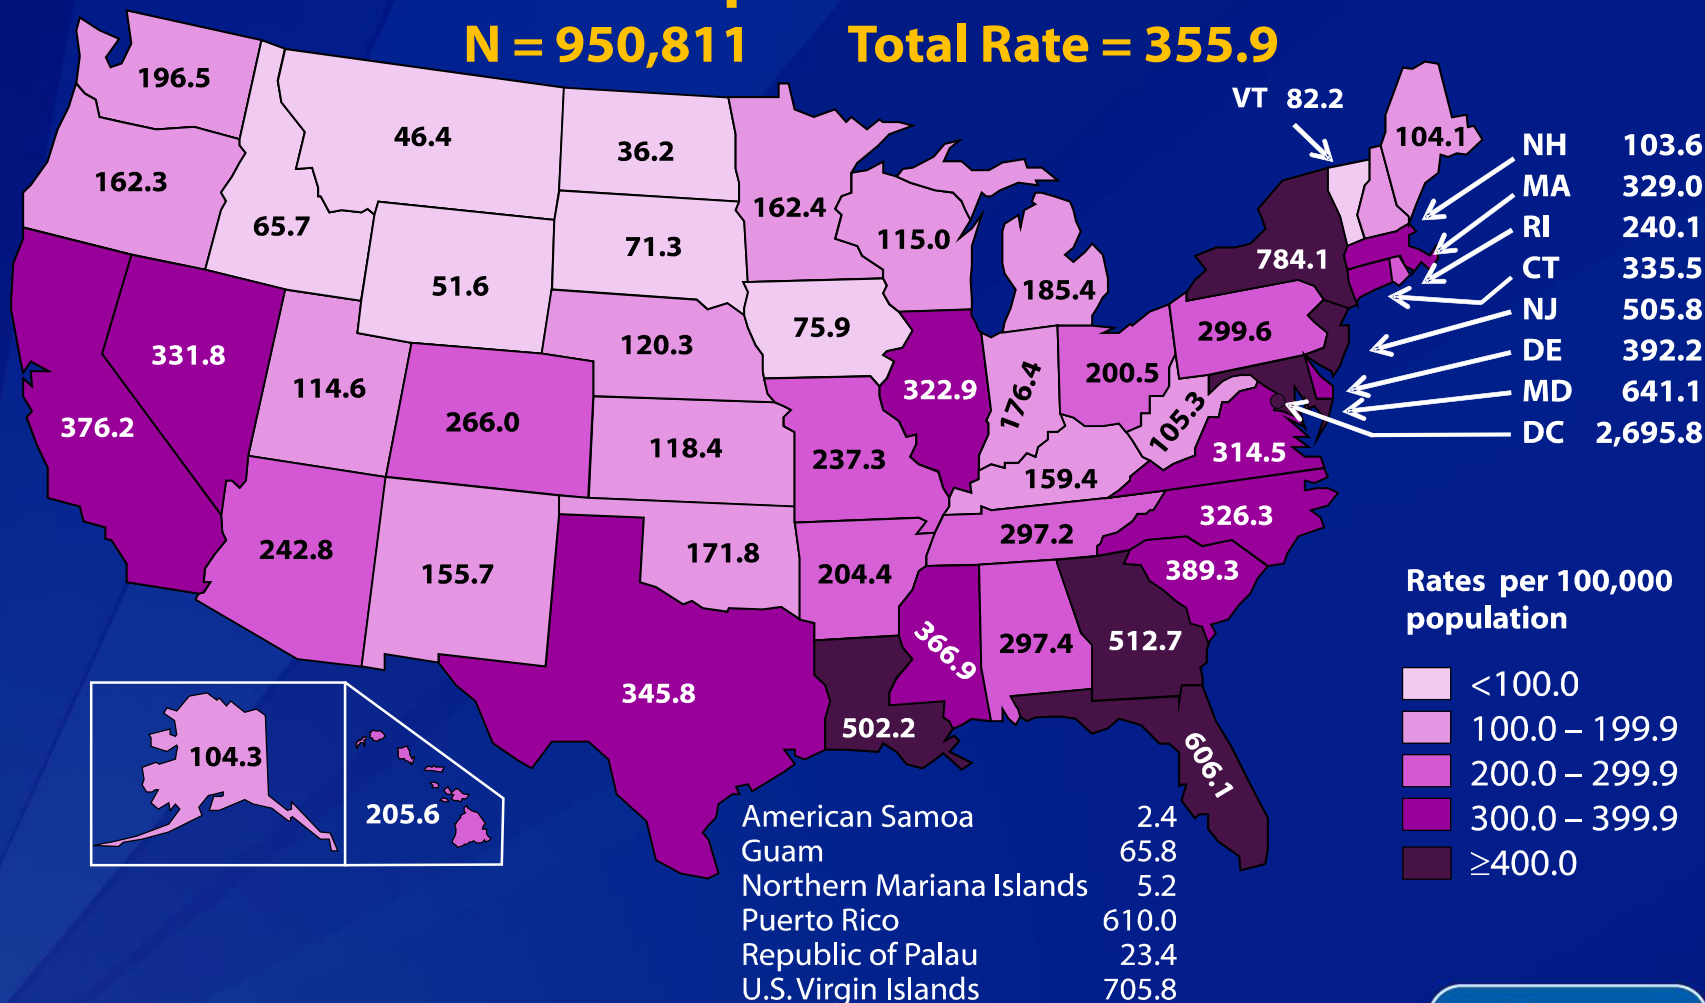 N = 950,811 Total Rate = 355.9
VT 82.2
196.5
46.4
36.2
162.4
104.1
NH 103.6
MA 329.0
RI 240.1
CT 335.5
NJ 505.8
DE 392.2
MD 641.1
DC 2,695.8
162.3
65.7
71.3
115.0
784.1
51.6
185.4
75.9
299.6
331.8
120.3
114.6
322.9
176.4
200.5
376.2
266.0
118.4
237.3
105.3
314.5
159.4
326.3
242.8
155.7
171.8
204.4
297.2
389.3
366.9
297.4
512.7
345.8
502.2
606.1
104.3
205.6
Rates per 100,000
population
<100.0
100.0 – 199.9
200.0 – 299.9
300.0 – 399.9
≥400.0
American Samoa 2.4
Guam 65.8
Northern Mariana Islands 5.2
Puerto Rico 610.0
Republic of Palau 23.4
U.S. Virgin Islands 705.8